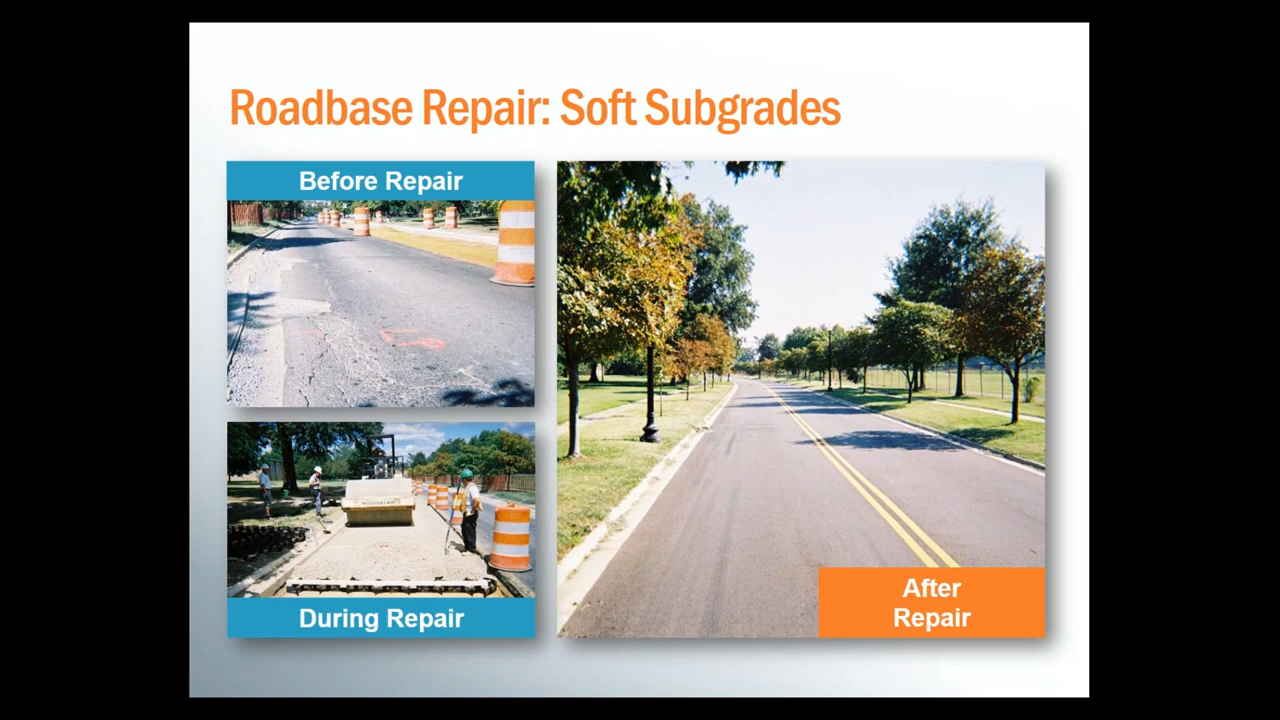 Roadbase Repair: Soft Subgrades
Before Repair
During Repair
After
Repair